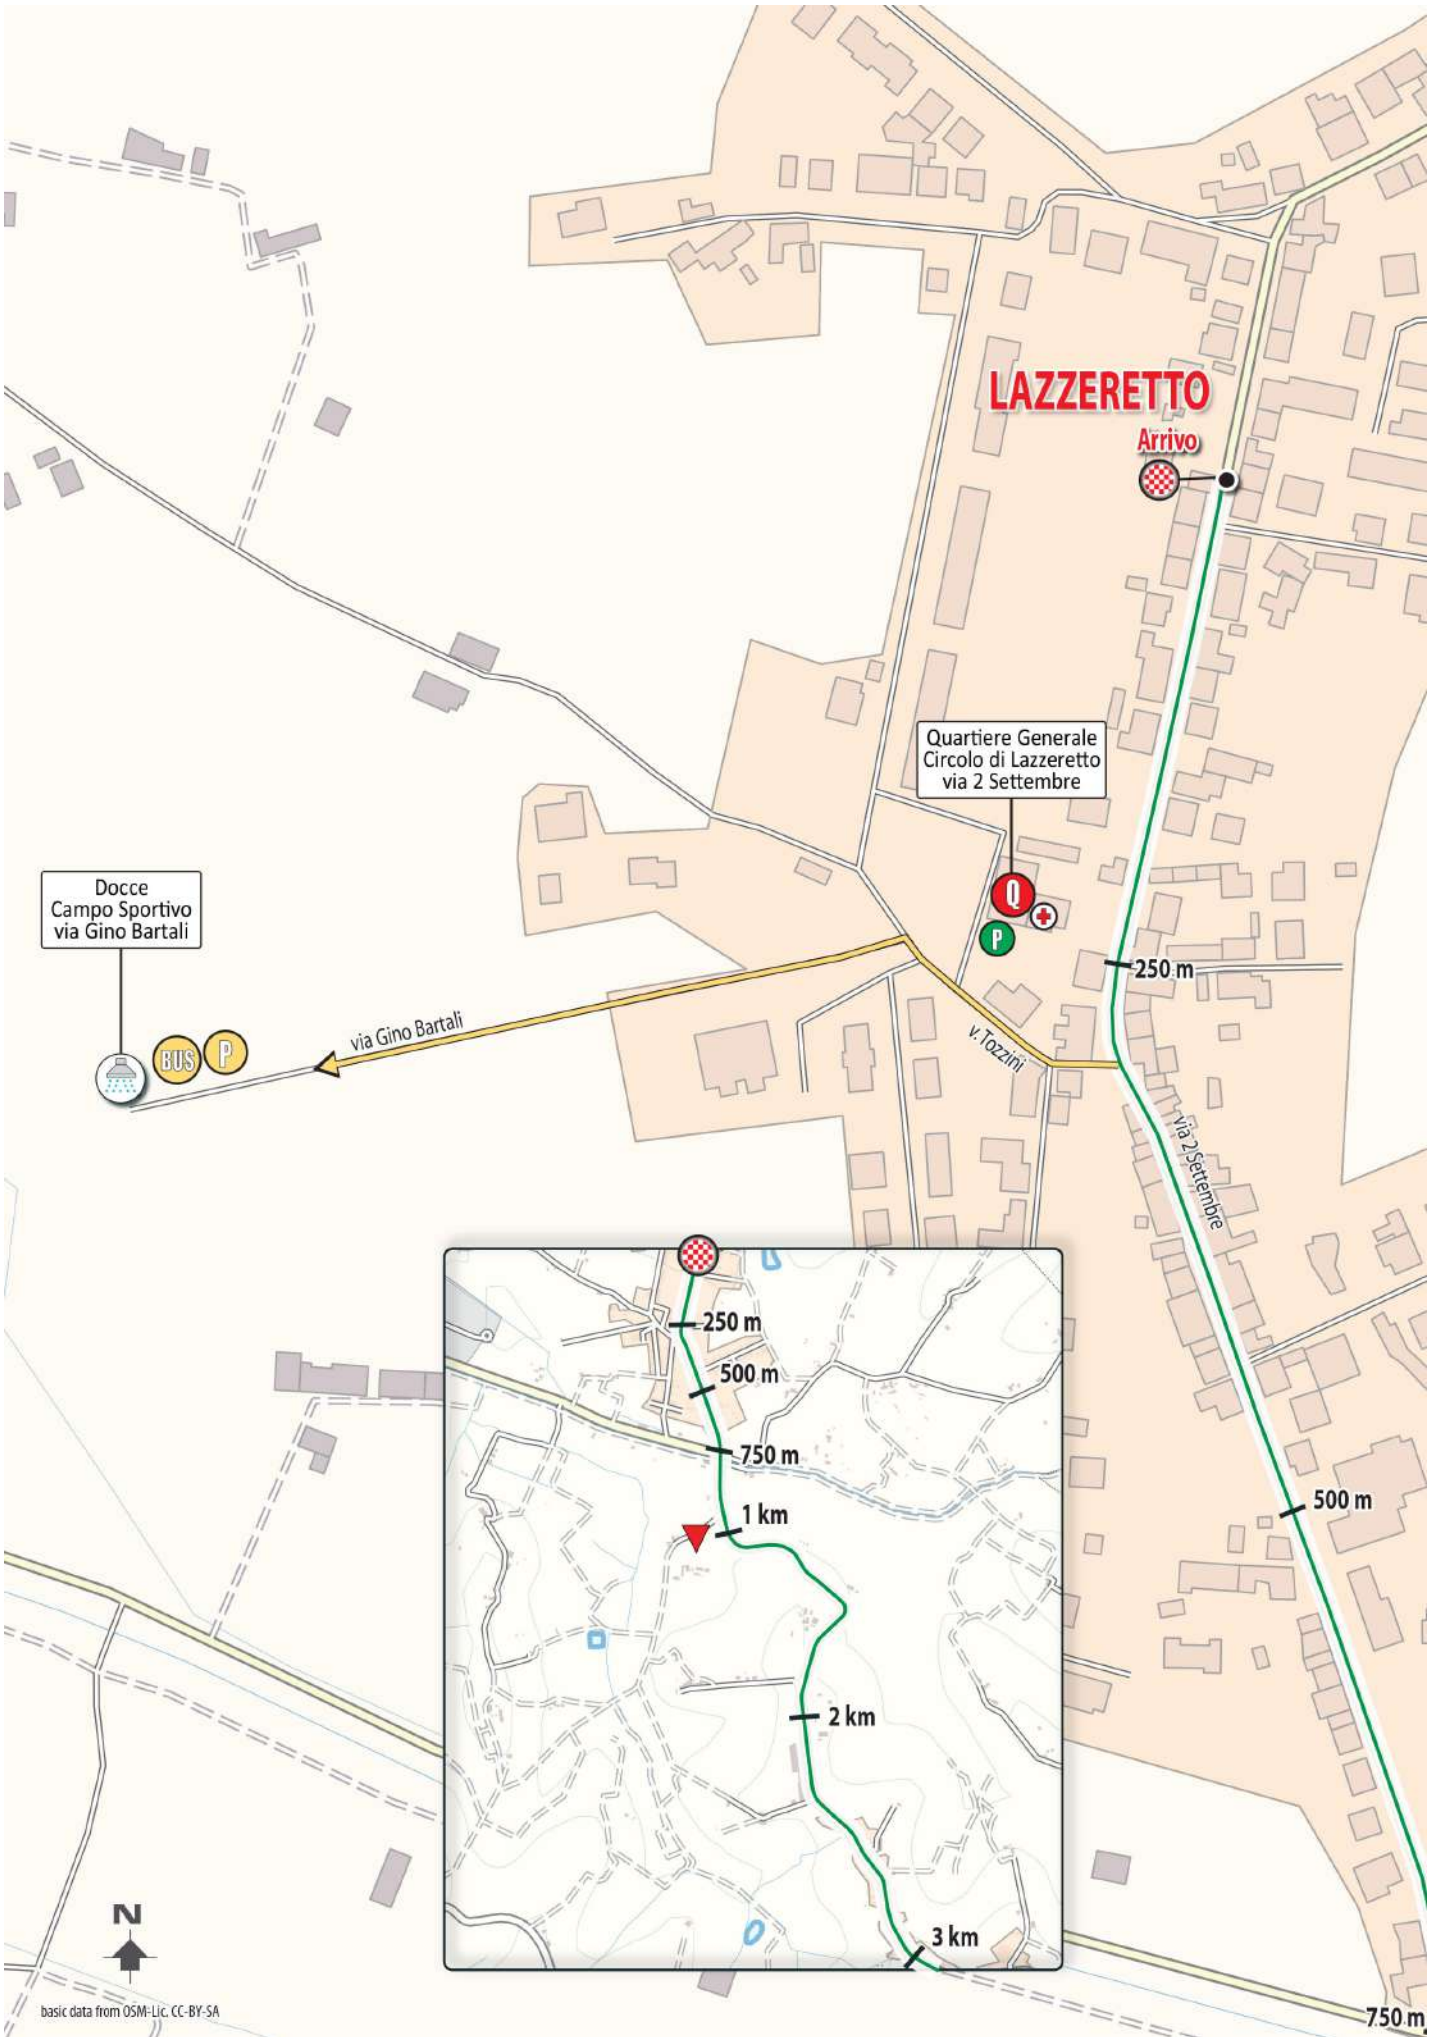 LAZZERETTO
Arrivo
Quartiere Generale
Circolo di Lazzeretto
via 2 Settembre
Q
P
Docce
Campo Sportivo
via Gino Bartali
BUS
P
via Gino Bartali
v.Tozzini
250 m
via 2 Settembre
500 m
750 m
250 m
500 m
750 m
1 km
2 km
3 km
N
basic data from OSM-Lic. CC-BY-SA